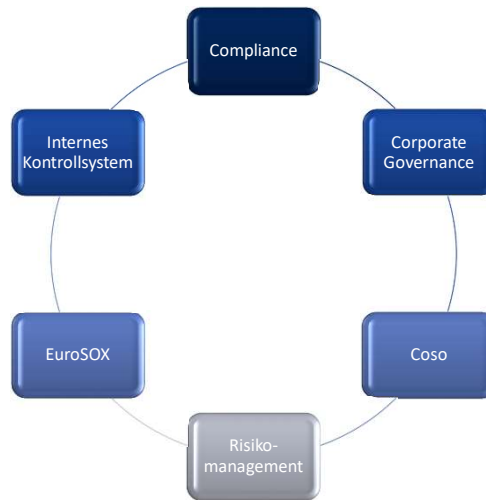 Compliance
Corporate
Governance
Coso
Risiko-
management
EuroSOX
Internes
Kontrollsystem